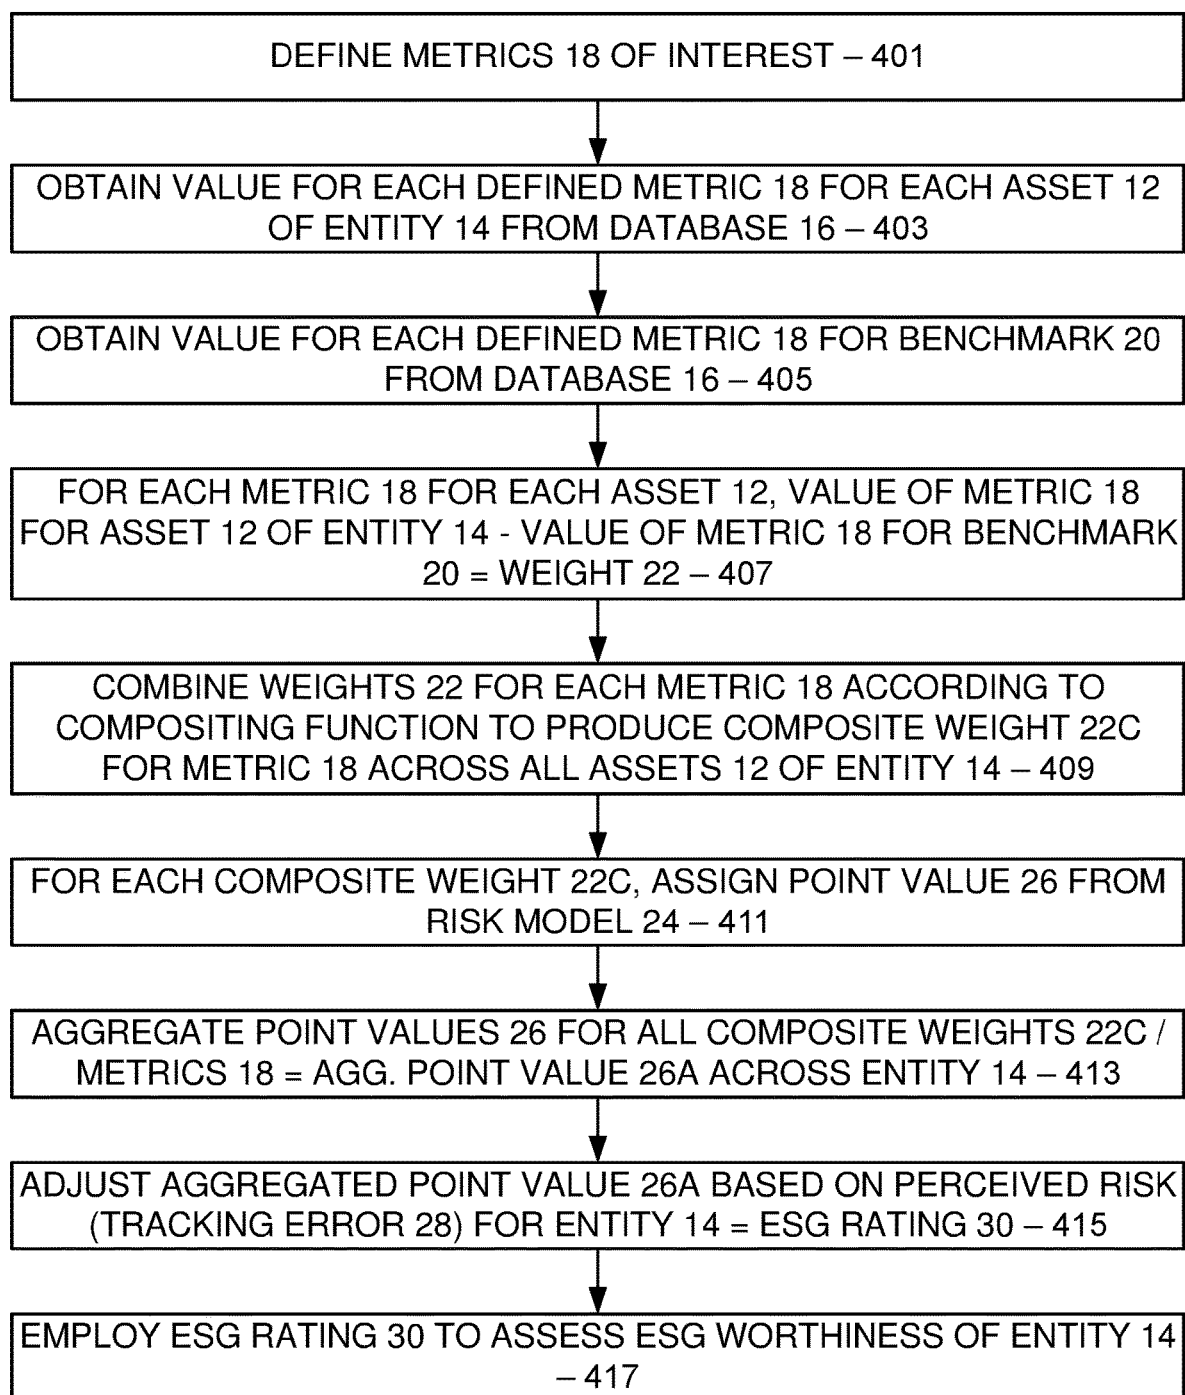 DEFINE METRICS 18 OF INTEREST – 401
OBTAIN VALUE FOR EACH DEFINED METRIC 18 FOR EACH ASSET 12
OF ENTITY 14 FROM DATABASE 16 – 403
OBTAIN VALUE FOR EACH DEFINED METRIC 18 FOR BENCHMARK 20
FROM DATABASE 16 – 405
FOR EACH METRIC 18 FOR EACH ASSET 12, VALUE OF METRIC 18
FOR ASSET 12 OF ENTITY 14 - VALUE OF METRIC 18 FOR BENCHMARK
20 = WEIGHT 22 – 407
COMBINE WEIGHTS 22 FOR EACH METRIC 18 ACCORDING TO
COMPOSITING FUNCTION TO PRODUCE COMPOSITE WEIGHT 22C
FOR METRIC 18 ACROSS ALL ASSETS 12 OF ENTITY 14 – 409
FOR EACH COMPOSITE WEIGHT 22C, ASSIGN POINT VALUE 26 FROM
RISK MODEL 24 – 411
AGGREGATE POINT VALUES 26 FOR ALL COMPOSITE WEIGHTS 22C /
METRICS 18 = AGG. POINT VALUE 26A ACROSS ENTITY 14 – 413
ADJUST AGGREGATED POINT VALUE 26A BASED ON PERCEIVED RISK
(TRACKING ERROR 28) FOR ENTITY 14 = ESG RATING 30 – 415
EMPLOY ESG RATING 30 TO ASSESS ESG WORTHINESS OF ENTITY 14
– 417